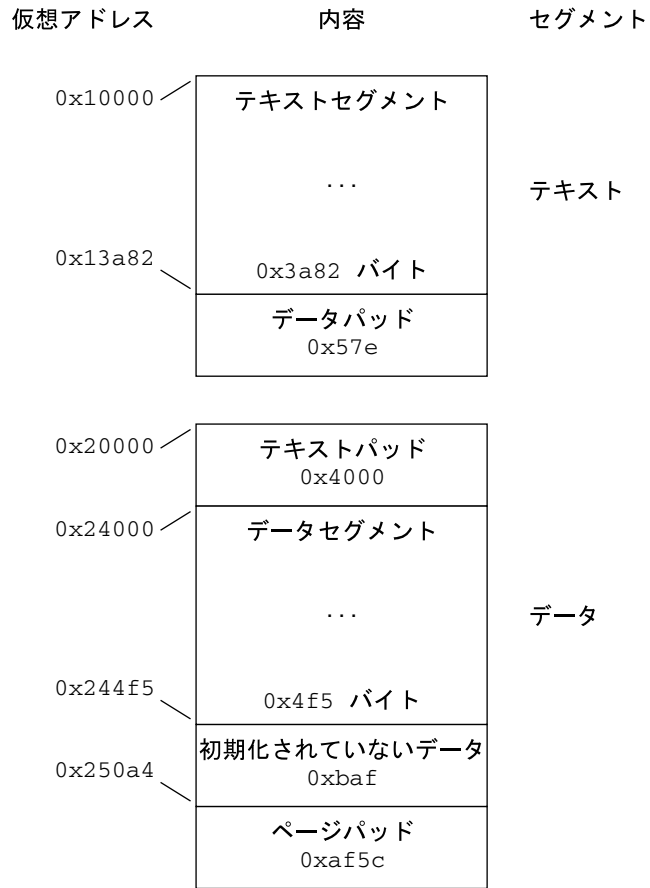 仮想アドレス 内容 セグメント
0x10000
テキストセグメント
...
テキスト
0x13a82
0x3a82 バイト
データパッド
0x57e
0x20000
テキストパッド
0x4000
0x24000
データセグメント
...
データ
0x244f5
0x4f5 バイト
初期化されていないデータ
0xbaf
0x250a4
ページパッド
0xaf5c